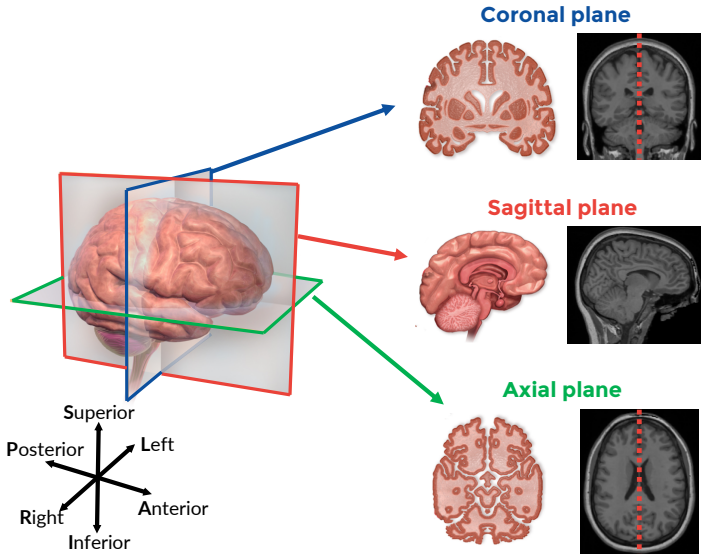 Coronal plane
Sagittal plane
Axial plane
Superior
Posterior
Left
Right
Anterior
Inferior